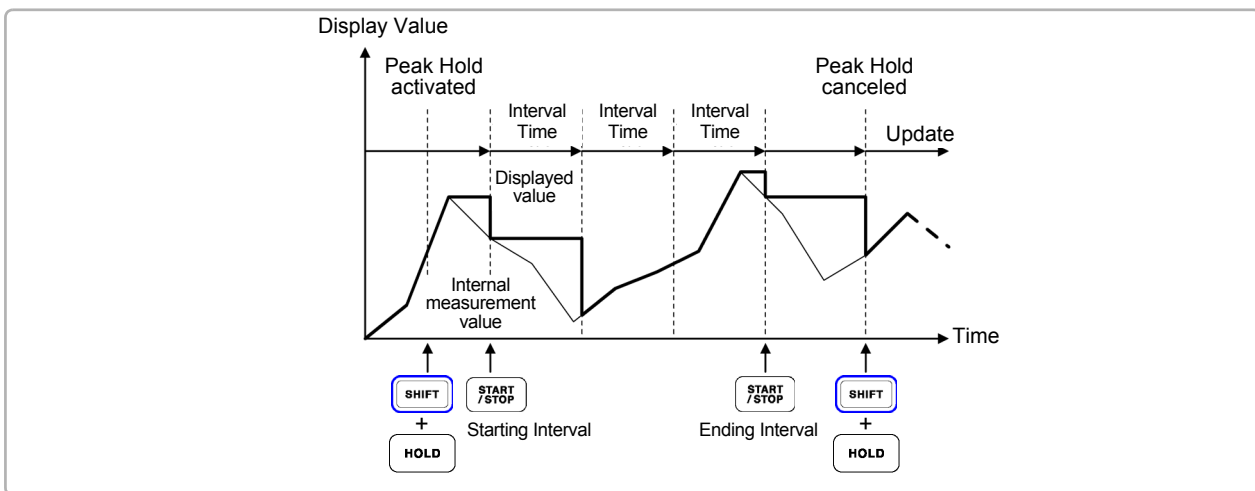 Display Value
Peak Hold
activated
Peak Hold
canceled
Interval
Time
Interval
Time
Interval
Time
Update
Displayed
value
Internal
measurement
value
Time
SHIFT
+
HOLD
START
/STOP
Starting Interval
START
/STOP
Ending Interval
SHIFT
+
HOLD